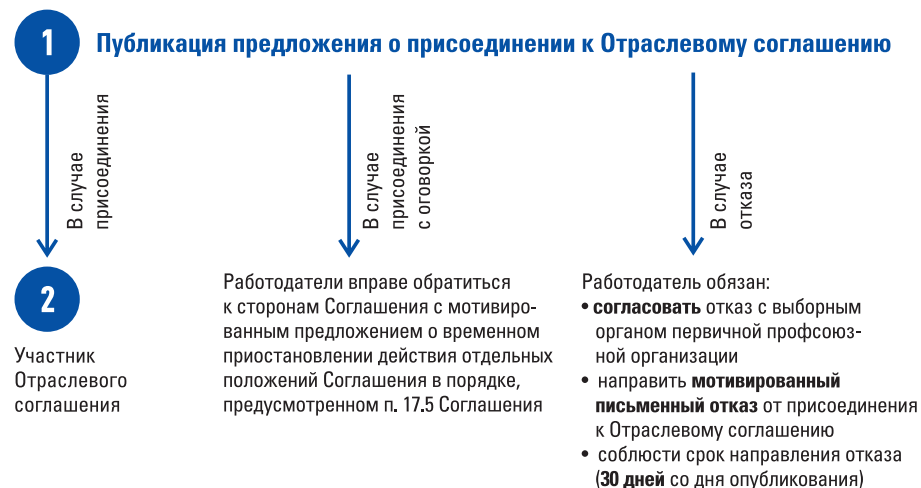 1
Публикация предложения о присоединении к Отраслевому соглашению
В случае
присоединения
В случае
присоединения
с оговоркой
В случае
отказа
2
Участник
Отраслевого
соглашения
Работодатели вправе обратиться
к сторонам Соглашения с мотивиро-
ванным предложением о временном
приостановлении действия отдельных
положений Соглашения в порядке,
предусмотренном п. 17.5 Соглашения
Работодатель обязан:
• согласовать отказ с выборным
органом первичной профсоюз-
ной организации
• направить мотивированный
письменный отказ от присоединения
к Отраслевому соглашению
• соблюсти срок направления отказа
(30 дней со дня опубликования)